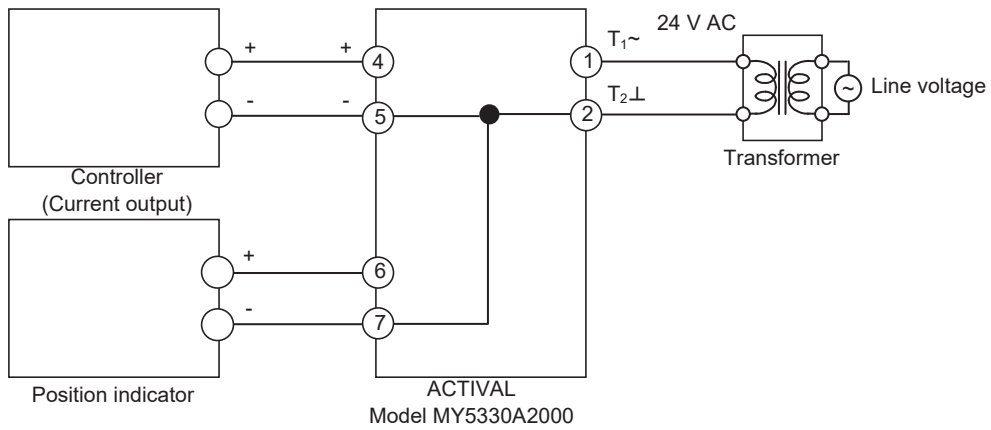 24 V AC
+ + 4 1 T₁~
- - 5 2 T₂⊥
~ Line voltage
Transformer
Controller
(Current output)
+ 6
- 7
Position indicator
ACTIVAL
Model MY5330A2000